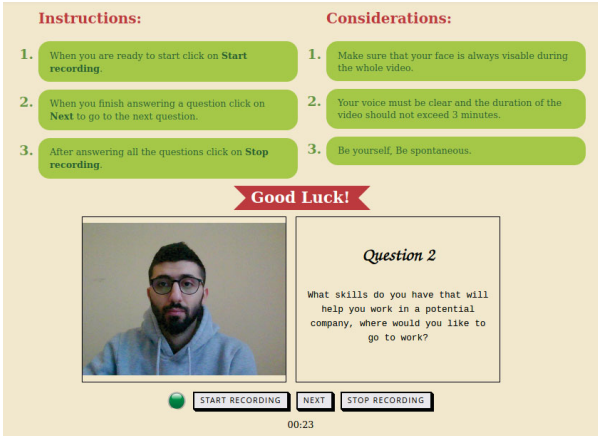 Instructions:
1. When you are ready to start click on Start
recording.
2. When you finish answering a question click on
Next to go to the next question.
3. After answering all the questions click on Stop
recording.
Considerations:
1. Make sure that your face is always visable during
the whole video.
2. Your voice must be clear and the duration of the
video should not exceed 3 minutes.
3. Be yourself, Be spontaneous.
Good Luck!
Question 2
What skills do you have that will
help you work in a potential
company, where would you like to
go to work?
START RECORDING NEXT STOP RECORDING
00:23